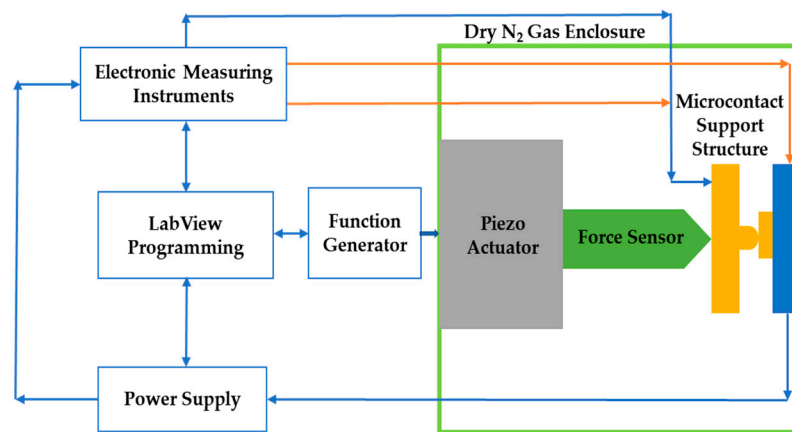 Dry N₂ Gas Enclosure
Electronic Measuring
Instruments
Microcontact
Support
Structure
LabView
Programming
Function
Generator
Piezo
Actuator
Force Sensor
Power Supply